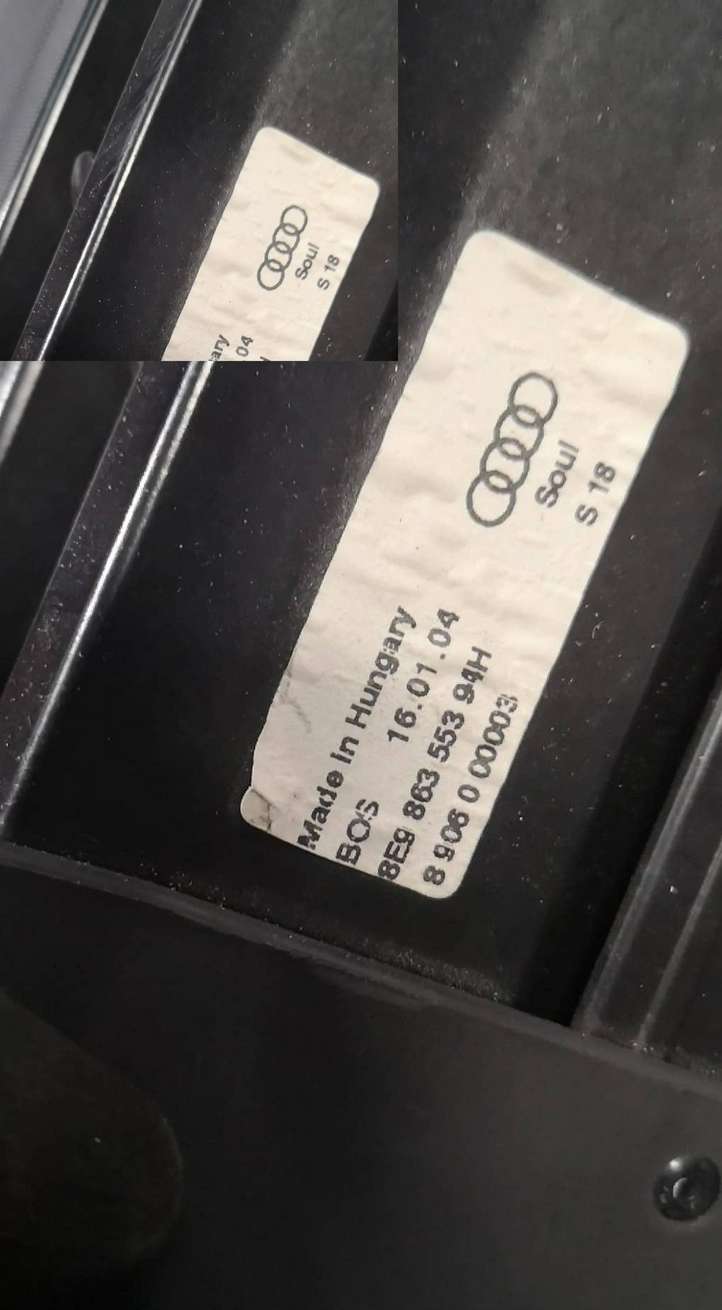 Soul
S 18
ary
04
Soul
S 18
Made in Hungary
BOS 16.01.04
8E9 863 553 94H
8 906 0 00003